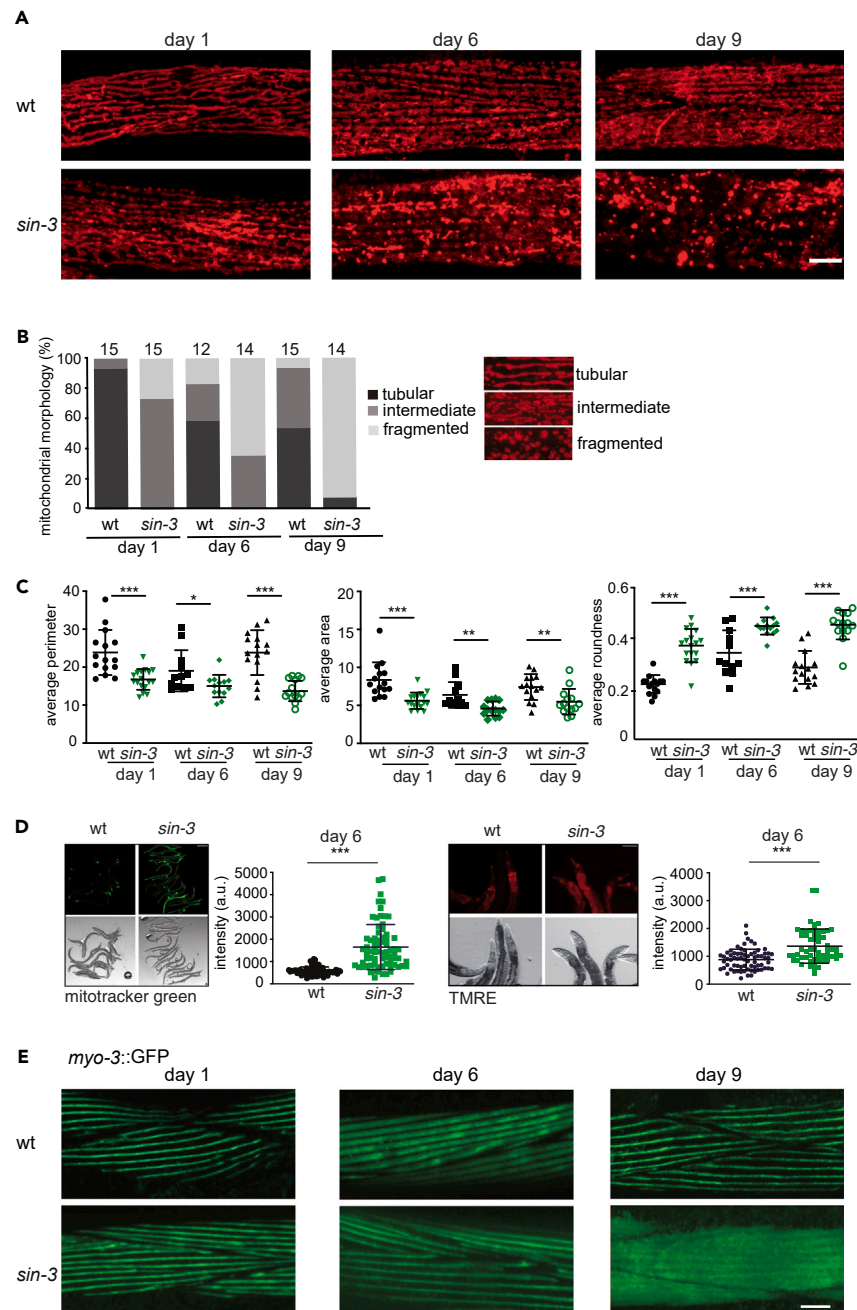 A
day 1 day 6 day 9
wt
sin-3
B
mitochondrial morphology (%)
100
80
60
40
20
0
15 15 12 14 15 14
tubular
intermediate
fragmented
tubular
intermediate
fragmented
wt sin-3 wt sin-3 wt sin-3
day 1 day 6 day 9
C
average perimeter
40
30
20
10
0
*** * ***
wt sin-3 wt sin-3 wt sin-3
day 1 day 6 day 9
average area
20
15
10
5
0
*** ** **
wt sin-3 wt sin-3 wt sin-3
day 1 day 6 day 9
average roundness
0.6
0.4
0.2
0
*** *** ***
wt sin-3 wt sin-3 wt sin-3
day 1 day 6 day 9
D
wt sin-3
mitotracker green
day 6
***
intensity (a.u.)
5000
4000
3000
2000
1000
0
wt sin-3
wt sin-3
TMRE
day 6
***
intensity (a.u.)
4000
3000
2000
1000
0
wt sin-3
E myo-3::GFP
day 1 day 6 day 9
wt
sin-3